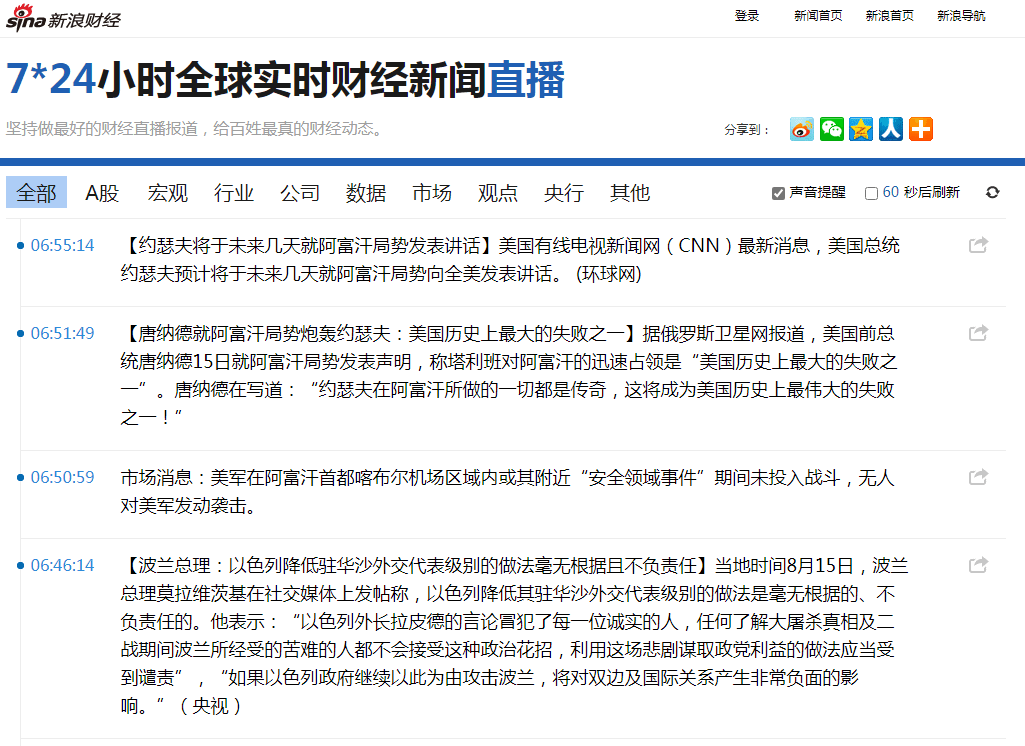 sina 新浪财经
登录 新闻首页 新浪首页 新浪导航
7*24小时全球实时财经新闻直播
坚持做最好的财经直播报道，给百姓最真的财经动态。
分享到：
全部 A股 宏观 行业 公司 数据 市场 观点 央行 其他 声音提醒 60 秒后刷新
06:55:14 【约瑟夫将于未来几天就阿富汗局势发表讲话】美国有线电视新闻网（CNN）最新消息，美国总统
约瑟夫预计将于未来几天就阿富汗局势向全美发表讲话。 (环球网)
06:51:49 【唐纳德就阿富汗局势炮轰约瑟夫：美国历史上最大的失败之一】据俄罗斯卫星网报道，美国前总
统唐纳德15日就阿富汗局势发表声明，称塔利班对阿富汗的迅速占领是“美国历史上最大的失败之
一”。唐纳德在写道：“约瑟夫在阿富汗所做的一切都是传奇，这将成为美国历史上最伟大的失败
之一！”
06:50:59 市场消息：美军在阿富汗首都喀布尔机场区域内或其附近“安全领域事件”期间未投入战斗，无人
对美军发动袭击。
06:46:14 【波兰总理：以色列降低驻华沙外交代表级别的做法毫无根据且不负责任】当地时间8月15日，波兰
总理莫拉维茨基在社交媒体上发帖称，以色列降低其驻华沙外交代表级别的做法是毫无根据的、不
负责任的。他表示：“以色列外长拉皮德的言论冒犯了每一位诚实的人，任何了解大屠杀真相及二
战期间波兰所经受的苦难的人都不会接受这种政治花招，利用这场悲剧谋取政党利益的做法应当受
到谴责”，“如果以色列政府继续以此为由攻击波兰，将对双边及国际关系产生非常负面的影
响。”（央视）